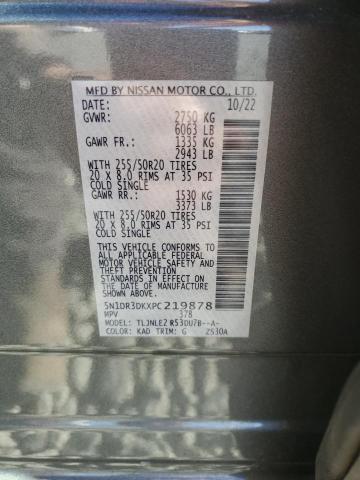 MFD BY NISSAN MOTOR CO., LTD.
DATE: 10/22
GVWR: 2750 KG
6063 LB
GAWR FR.: 1335 KG
2943 LB
WITH 255/50R20 TIRES
20 X 8.0 RIMS AT 35 PSI
COLD SINGLE
GAWR RR.: 1530 KG
3373 LB
WITH 255/50R20 TIRES
20 X 8.0 RIMS AT 35 PSI
COLD SINGLE
THIS VEHICLE CONFORMS TO
ALL APPLICABLE FEDERAL
MOTOR VEHICLE SAFETY AND
THEFT PREVENTION
STANDARDS IN EFFECT ON
THE DATE OF MANUFACTURE
SHOWN ABOVE.
5N1DR3DKXPC219878
MPV 378
MODEL: TLJNLEZ R53DU7B--A-
COLOR: KAD TRIM: G ZS30A